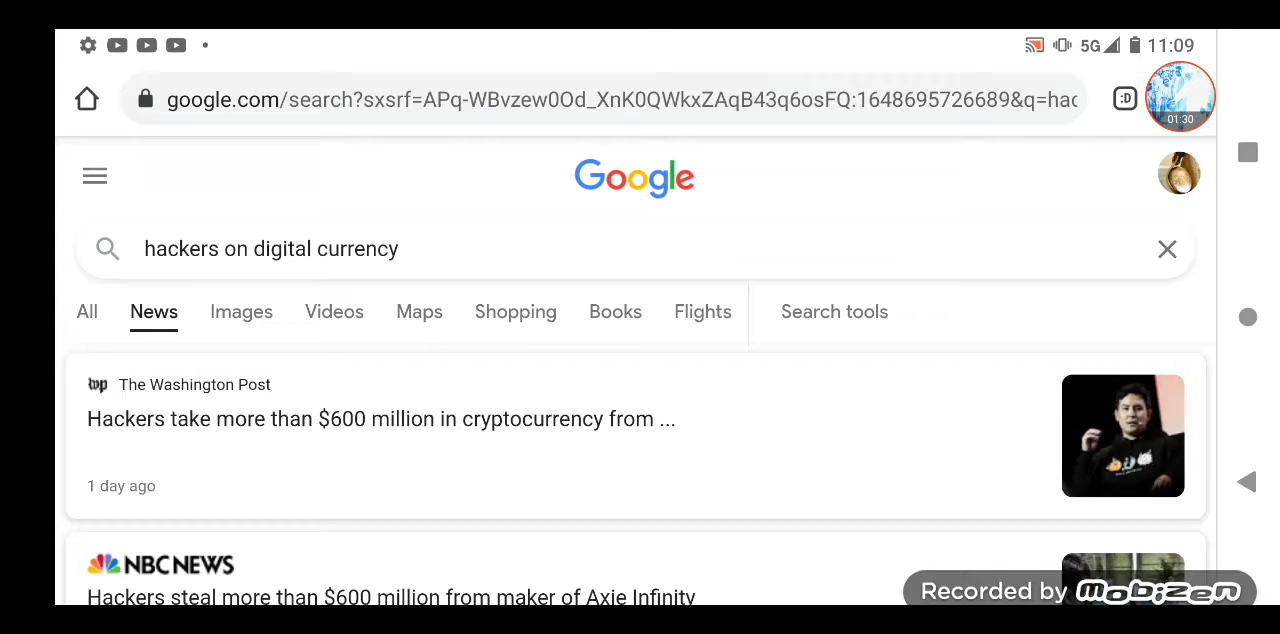 5G 11:09
google.com/search?sxsrf=APq-WBvzew0Od_XnK0QWkxZAqB43q6osFQ:1648695726689&q=hac
:D
01:30
Google
hackers on digital currency
All News Images Videos Maps Shopping Books Flights Search tools
wp The Washington Post
Hackers take more than $600 million in cryptocurrency from ...
1 day ago
NBC NEWS
Hackers steal more than $600 million from maker of Axie Infinity
Recorded by mobizen